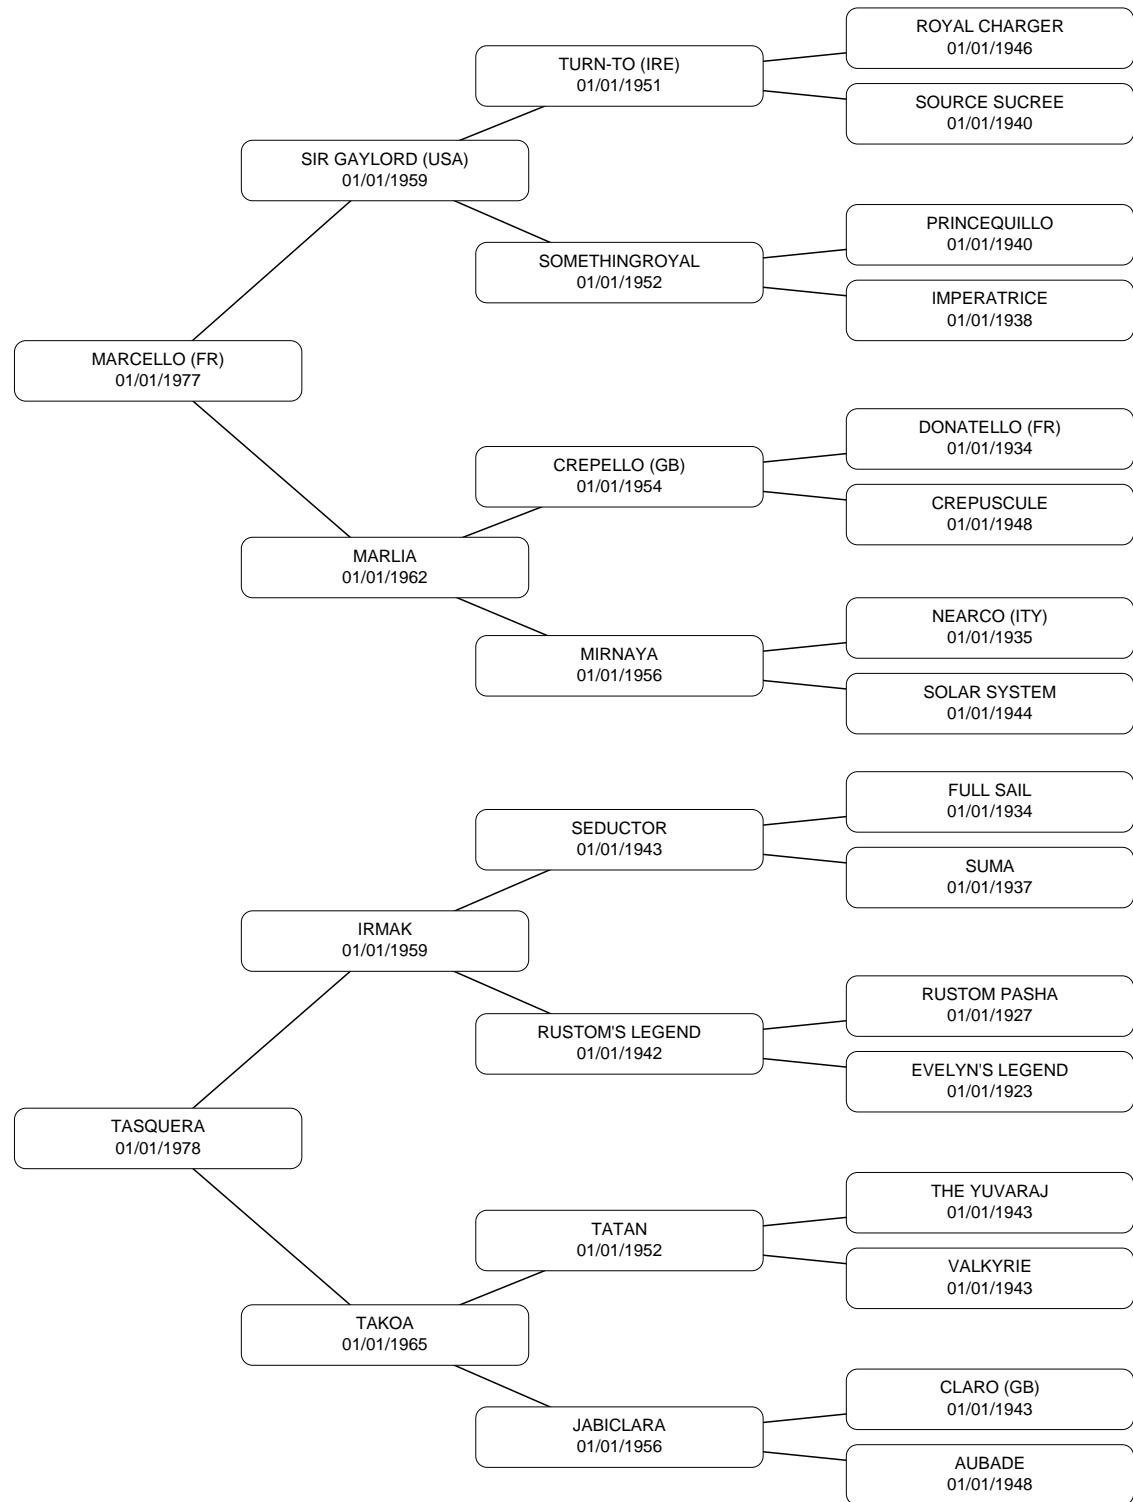 ROYAL CHARGER
01/01/1946
TURN-TO (IRE)
01/01/1951
SOURCE SUCREE
01/01/1940
SIR GAYLORD (USA)
01/01/1959
PRINCEQUILLO
01/01/1940
SOMETHINGROYAL
01/01/1952
IMPERATRICE
01/01/1938
MARCELLO (FR)
01/01/1977
DONATELLO (FR)
01/01/1934
CREPELLO (GB)
01/01/1954
CREPUSCULE
01/01/1948
MARLIA
01/01/1962
NEARCO (ITY)
01/01/1935
MIRNAYA
01/01/1956
SOLAR SYSTEM
01/01/1944
FULL SAIL
01/01/1934
SEDUCTOR
01/01/1943
SUMA
01/01/1937
IRMAK
01/01/1959
RUSTOM PASHA
01/01/1927
RUSTOM'S LEGEND
01/01/1942
EVELYN'S LEGEND
01/01/1923
TASQUERA
01/01/1978
THE YUVARAJ
01/01/1943
TATAN
01/01/1952
VALKYRIE
01/01/1943
TAKOA
01/01/1965
CLARO (GB)
01/01/1943
JABICLARA
01/01/1956
AUBADE
01/01/1948